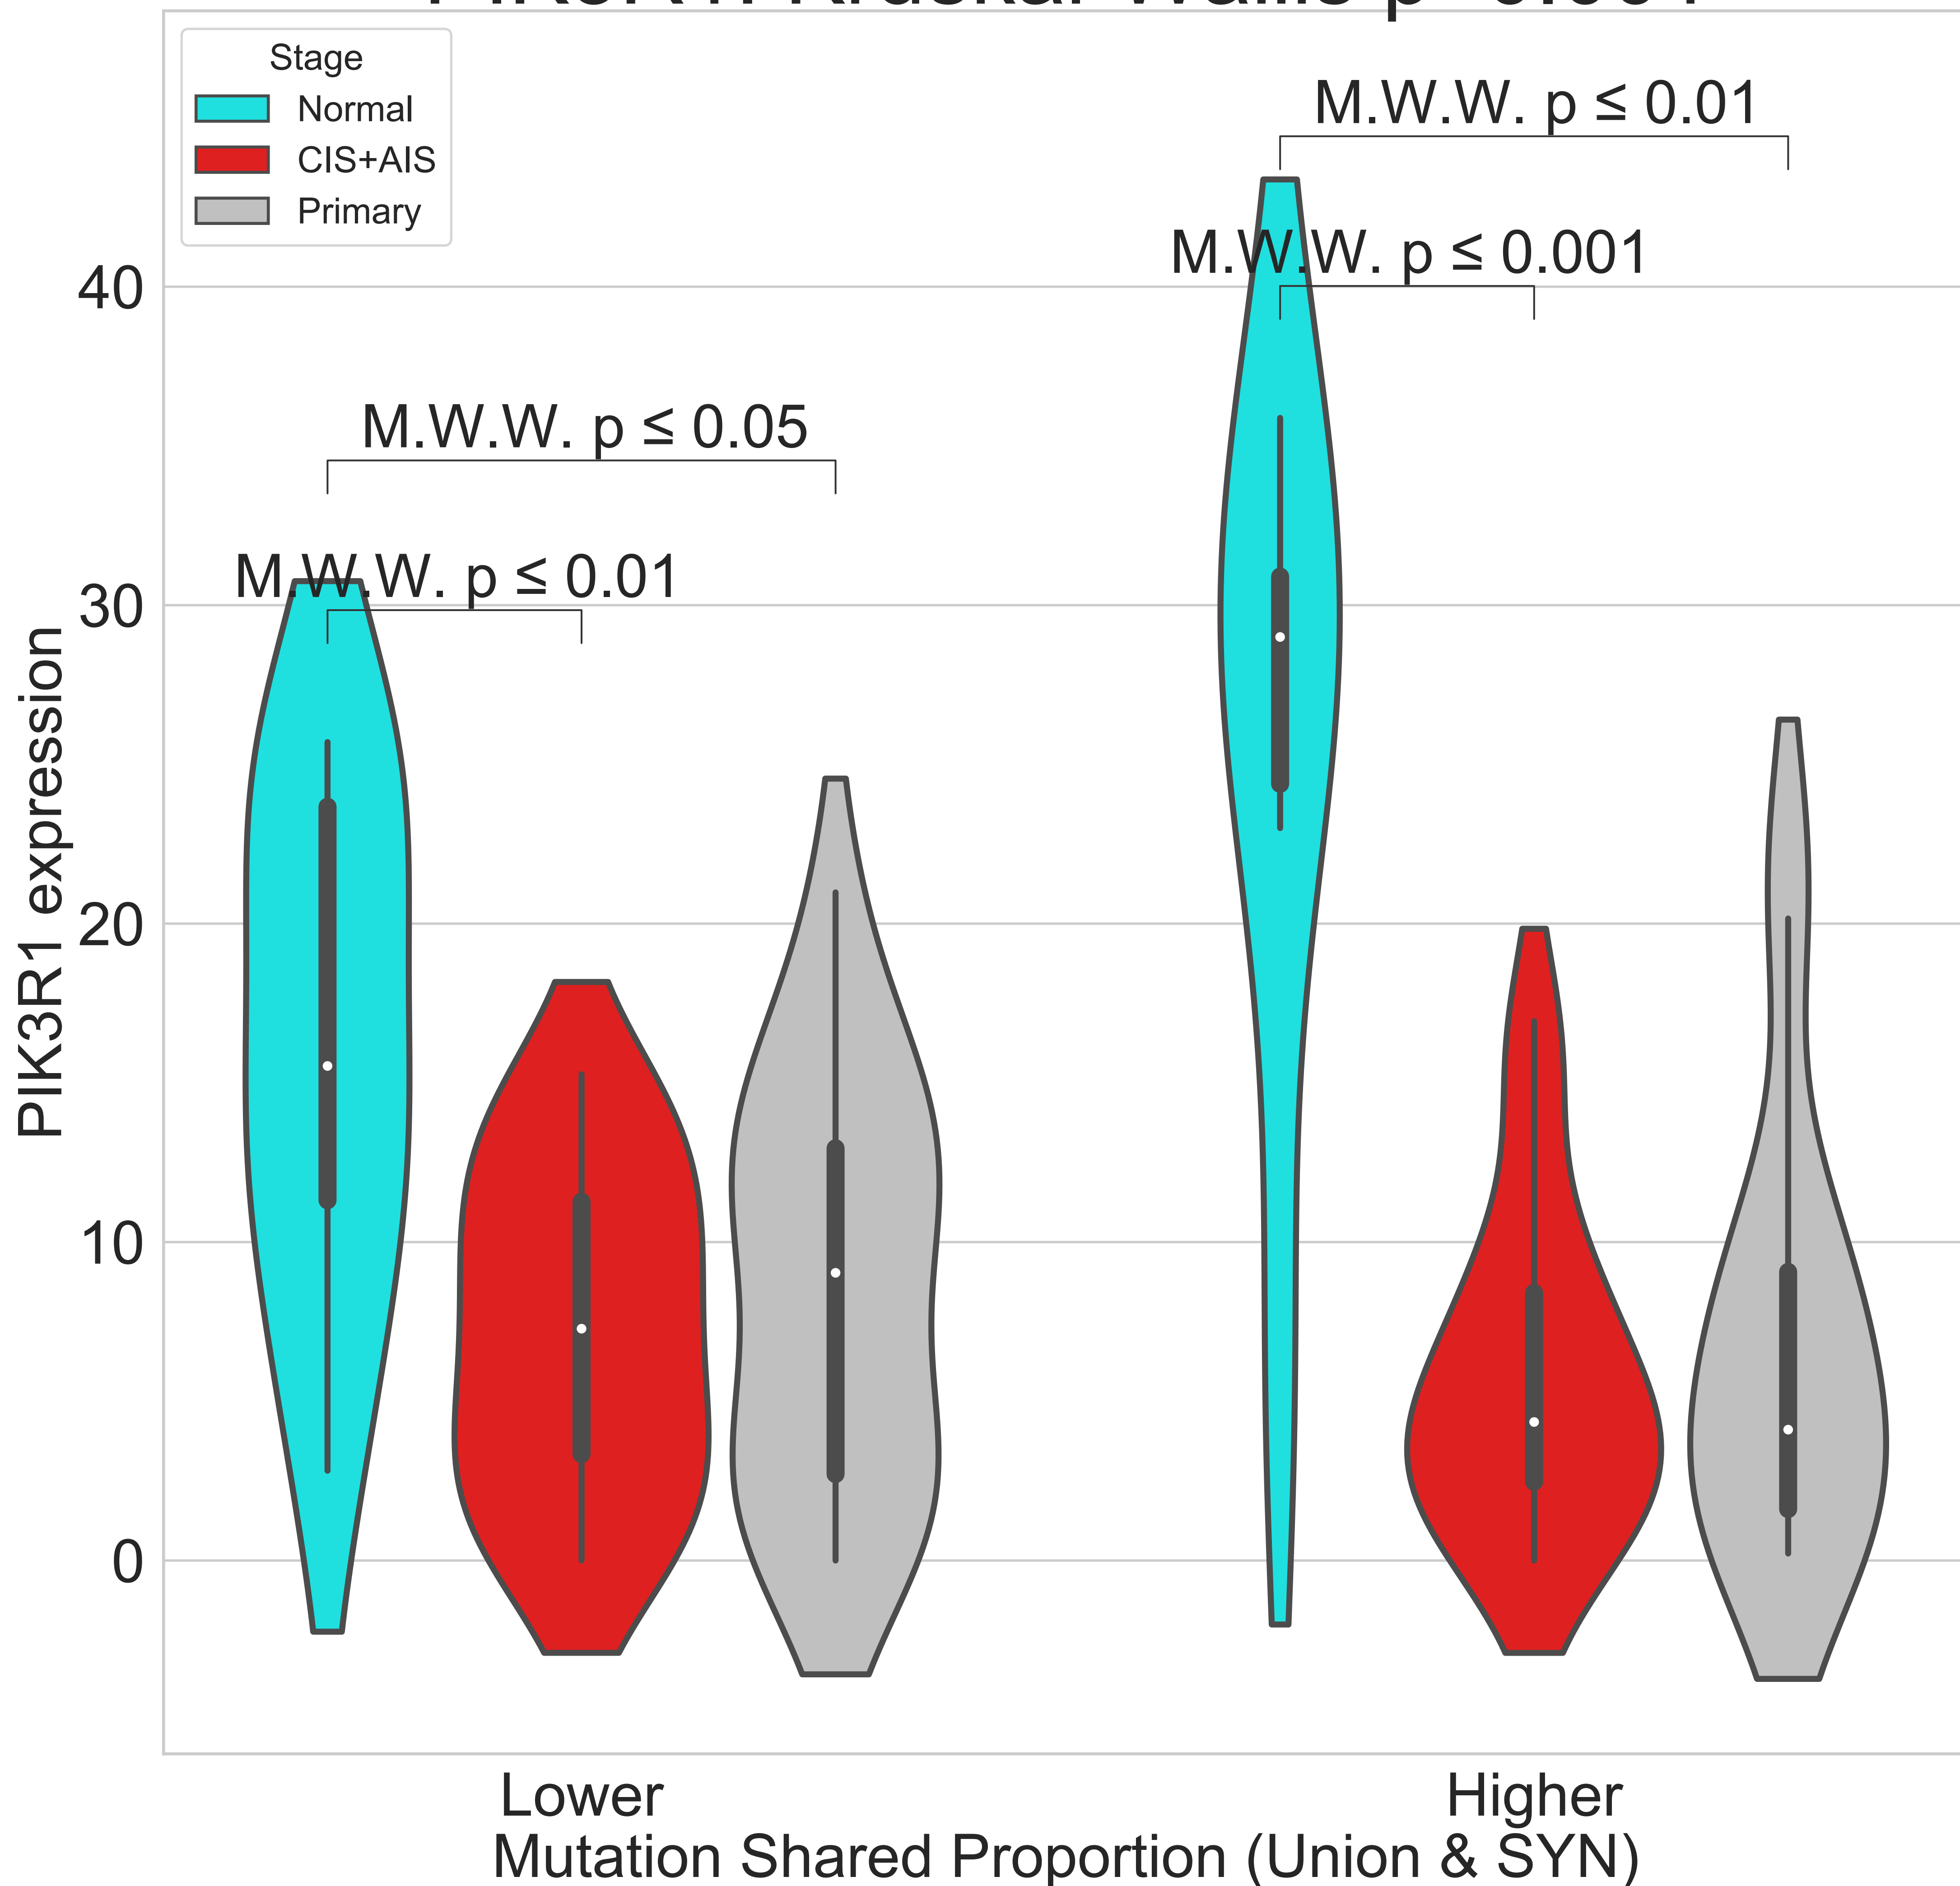 Stage
Normal
CIS+AIS
Primary
M.W.W. p ≤ 0.01
M.W.W. p ≤ 0.001
M.W.W. p ≤ 0.05
M.W.W. p ≤ 0.01
40
30
20
10
0
PIK3R1 expression
Lower
Higher
Mutation Shared Proportion (Union & SYN)